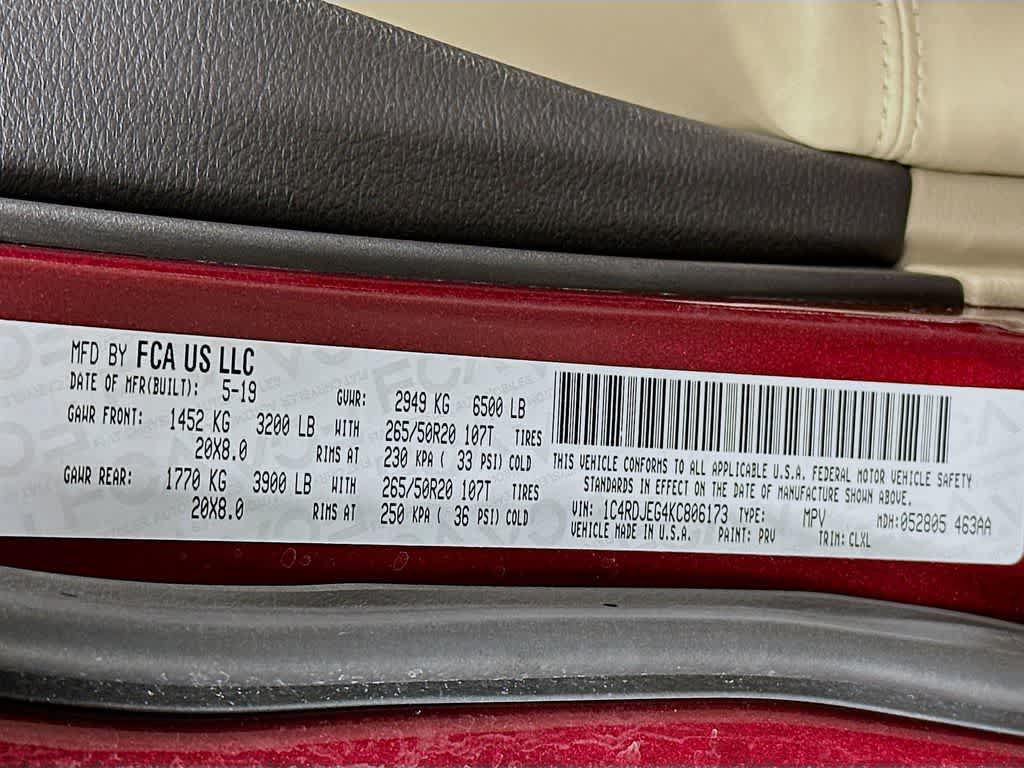 MFD BY FCA US LLC
DATE OF MFR(BUILT): 5-19 GVWR: 2949 KG 6500 LB
GAWR FRONT: 1452 KG 3200 LB WITH 265/50R20 107T TIRES
20X8.0 RIMS AT 230 KPA ( 33 PSI) COLD
GAWR REAR: 1770 KG 3900 LB WITH 265/50R20 107T TIRES
20X8.0 RIMS AT 250 KPA ( 36 PSI) COLD
THIS VEHICLE CONFORMS TO ALL APPLICABLE U.S.A. FEDERAL MOTOR VEHICLE SAFETY
STANDARDS IN EFFECT ON THE DATE OF MANUFACTURE SHOWN ABOVE.
VIN: 1C4RDJEG4KC806173 TYPE: MPV MDH:052805 463AA
VEHICLE MADE IN U.S.A. PAINT: PRV TRIM: CLXL